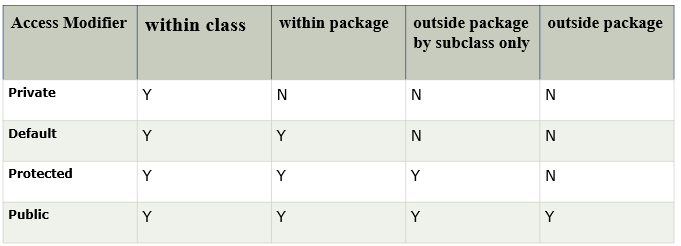 Access Modifier within class within package outside package by subclass only outside package
Private Y N N N
Default Y Y N N
Protected Y Y Y N
Public Y Y Y Y